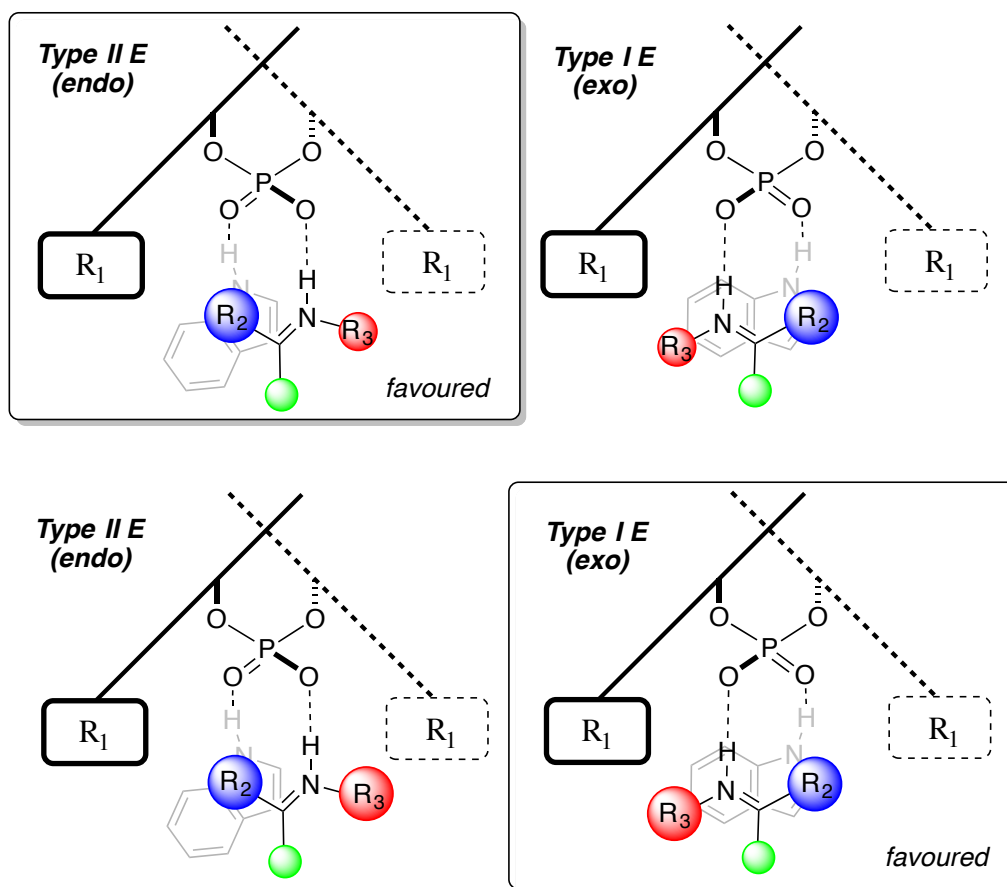 Type II E
(endo)
O
O
P
O
O
H
H
N
N
R1
R1
R2
R3
favoured
Type I E
(exo)
O
O
P
O
O
H
H
N
N
R1
R1
R3
R2
Type II E
(endo)
O
O
P
O
O
H
H
N
N
R1
R1
R2
R3
Type I E
(exo)
O
O
P
O
O
H
H
N
N
R1
R1
R3
R2
favoured